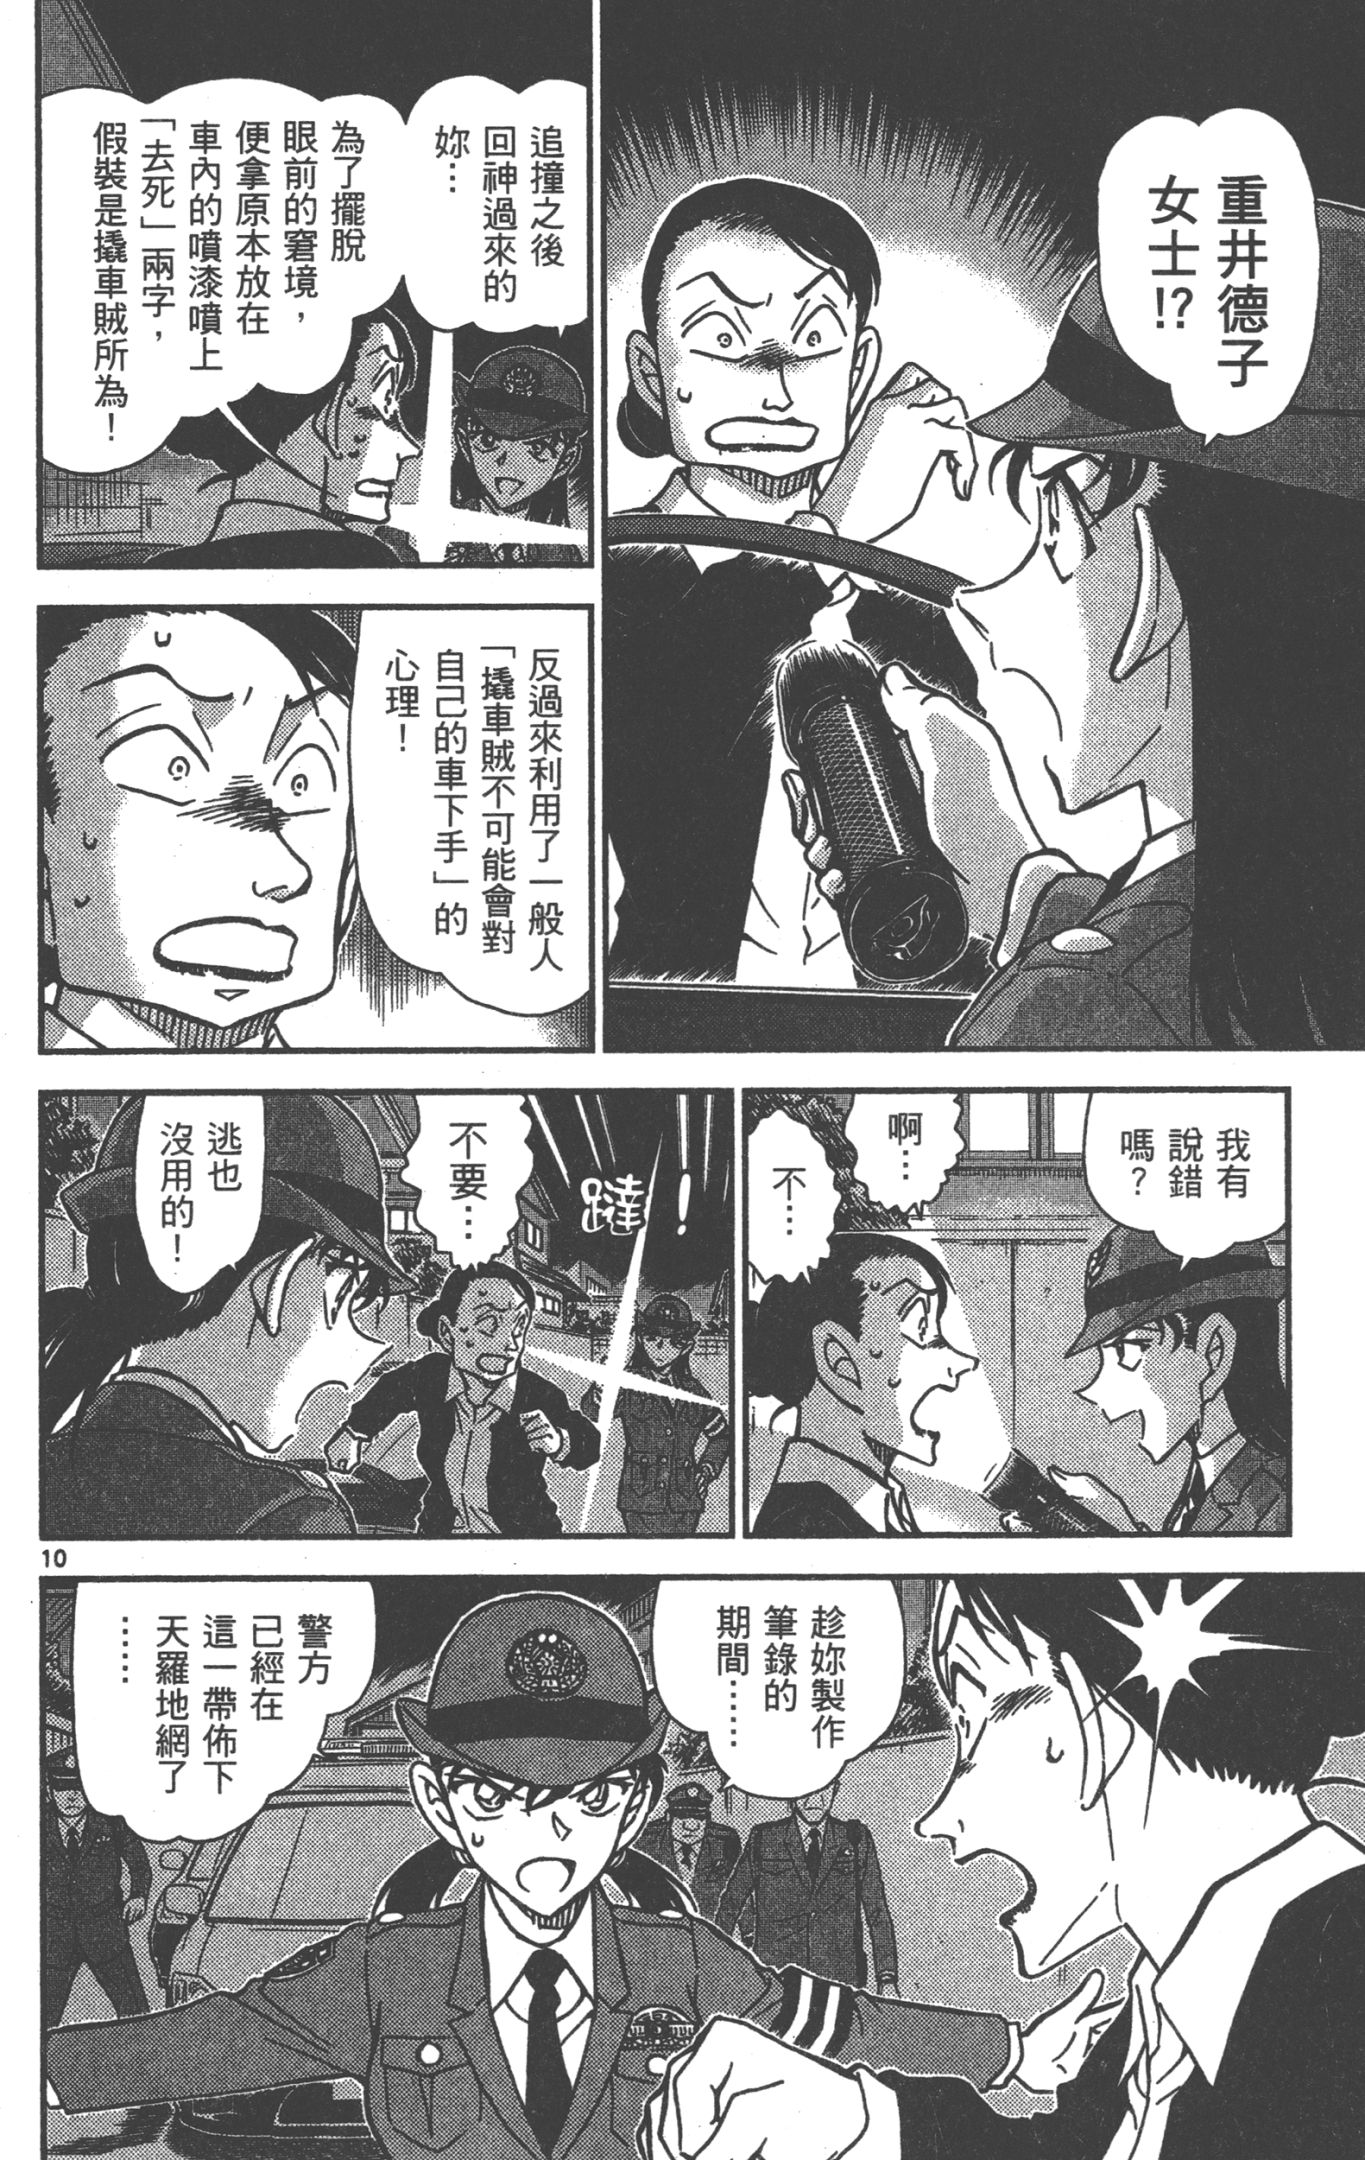 重井德子
女士!?
追撞之後
回神過來的
妳…
為了擺脫
眼前的窘境，
便拿原本放在
車內的噴漆噴上
「去死」兩字，
假裝是撬車賊所為！
反過來利用了一般人
「撬車賊不可能會對
自己的車下手」的
心理！
我有
說錯
嗎？
啊…
不…
躂！
不要…
逃也
沒用的！
趁妳製作
筆錄的
期間……
警方
已經在
這一帶佈下
天羅地網了
……
10